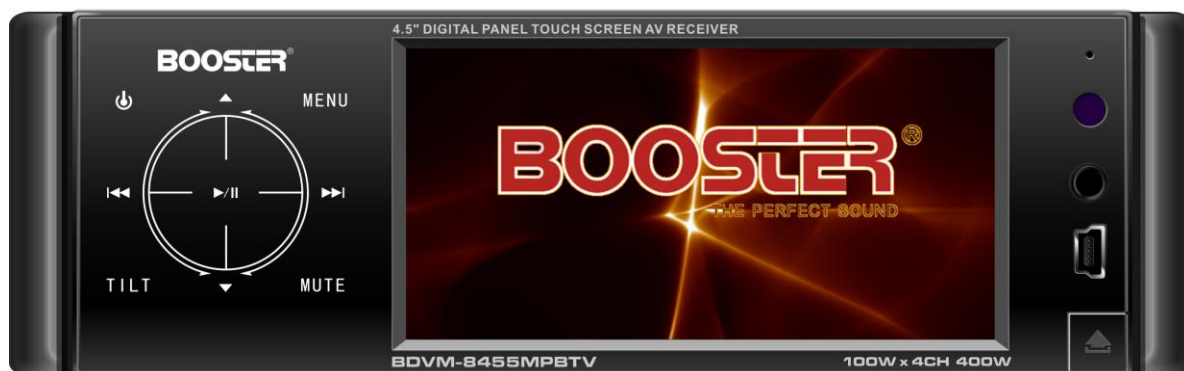 4.5" DIGITAL PANEL TOUCH SCREEN AV RECEIVER
BOOSTER®
MENU
TILT
MUTE
BOOSTER®
THE PERFECT SOUND
BDVM-8455MPBTV
100W x 4CH 400W